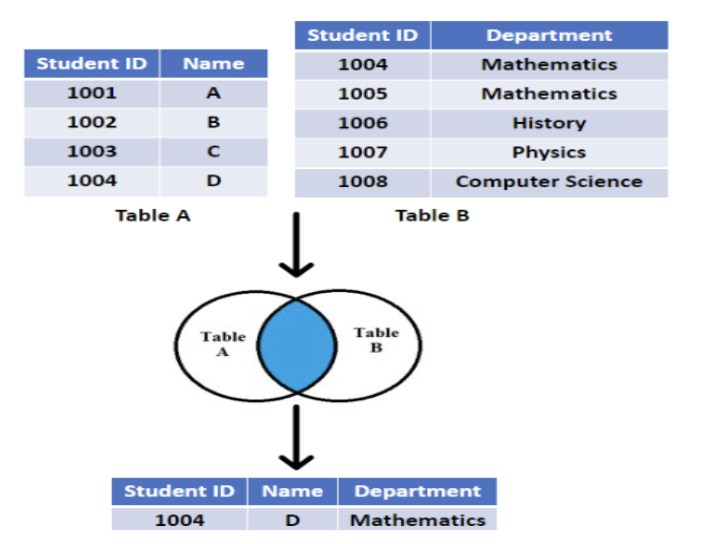 Student ID Name
1001 A
1002 B
1003 C
1004 D
Table A
Student ID Department
1004 Mathematics
1005 Mathematics
1006 History
1007 Physics
1008 Computer Science
Table B
Table
A
Table
B
Student ID Name Department
1004 D Mathematics